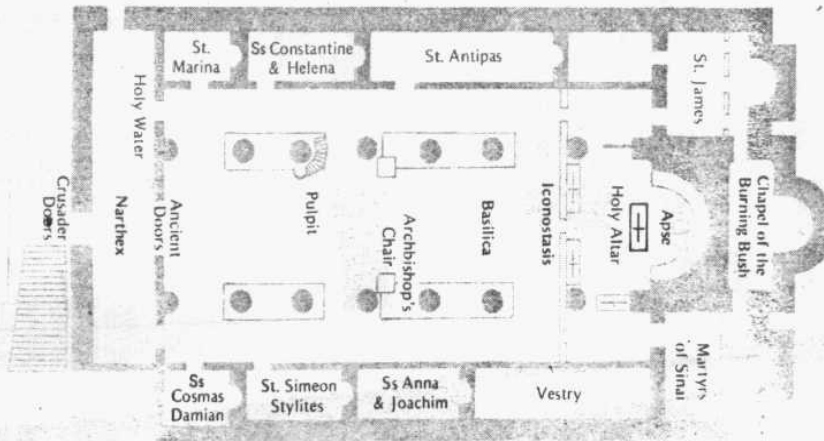 St.
Marina
Ss Constantine
& Helena
St. Antipas
St. James
Holy Water
Crusader
Doors
Narthex
Ancient
Doors
Pulpit
Archbishop's
Chair
Basilica
Iconostasis
Holy Altar
Apse
Chapel of the
Burning Bush
Martyrs
of Sinai
Ss
Cosmas
Damian
St. Simeon
Stylites
Ss Anna
& Joachim
Vestry